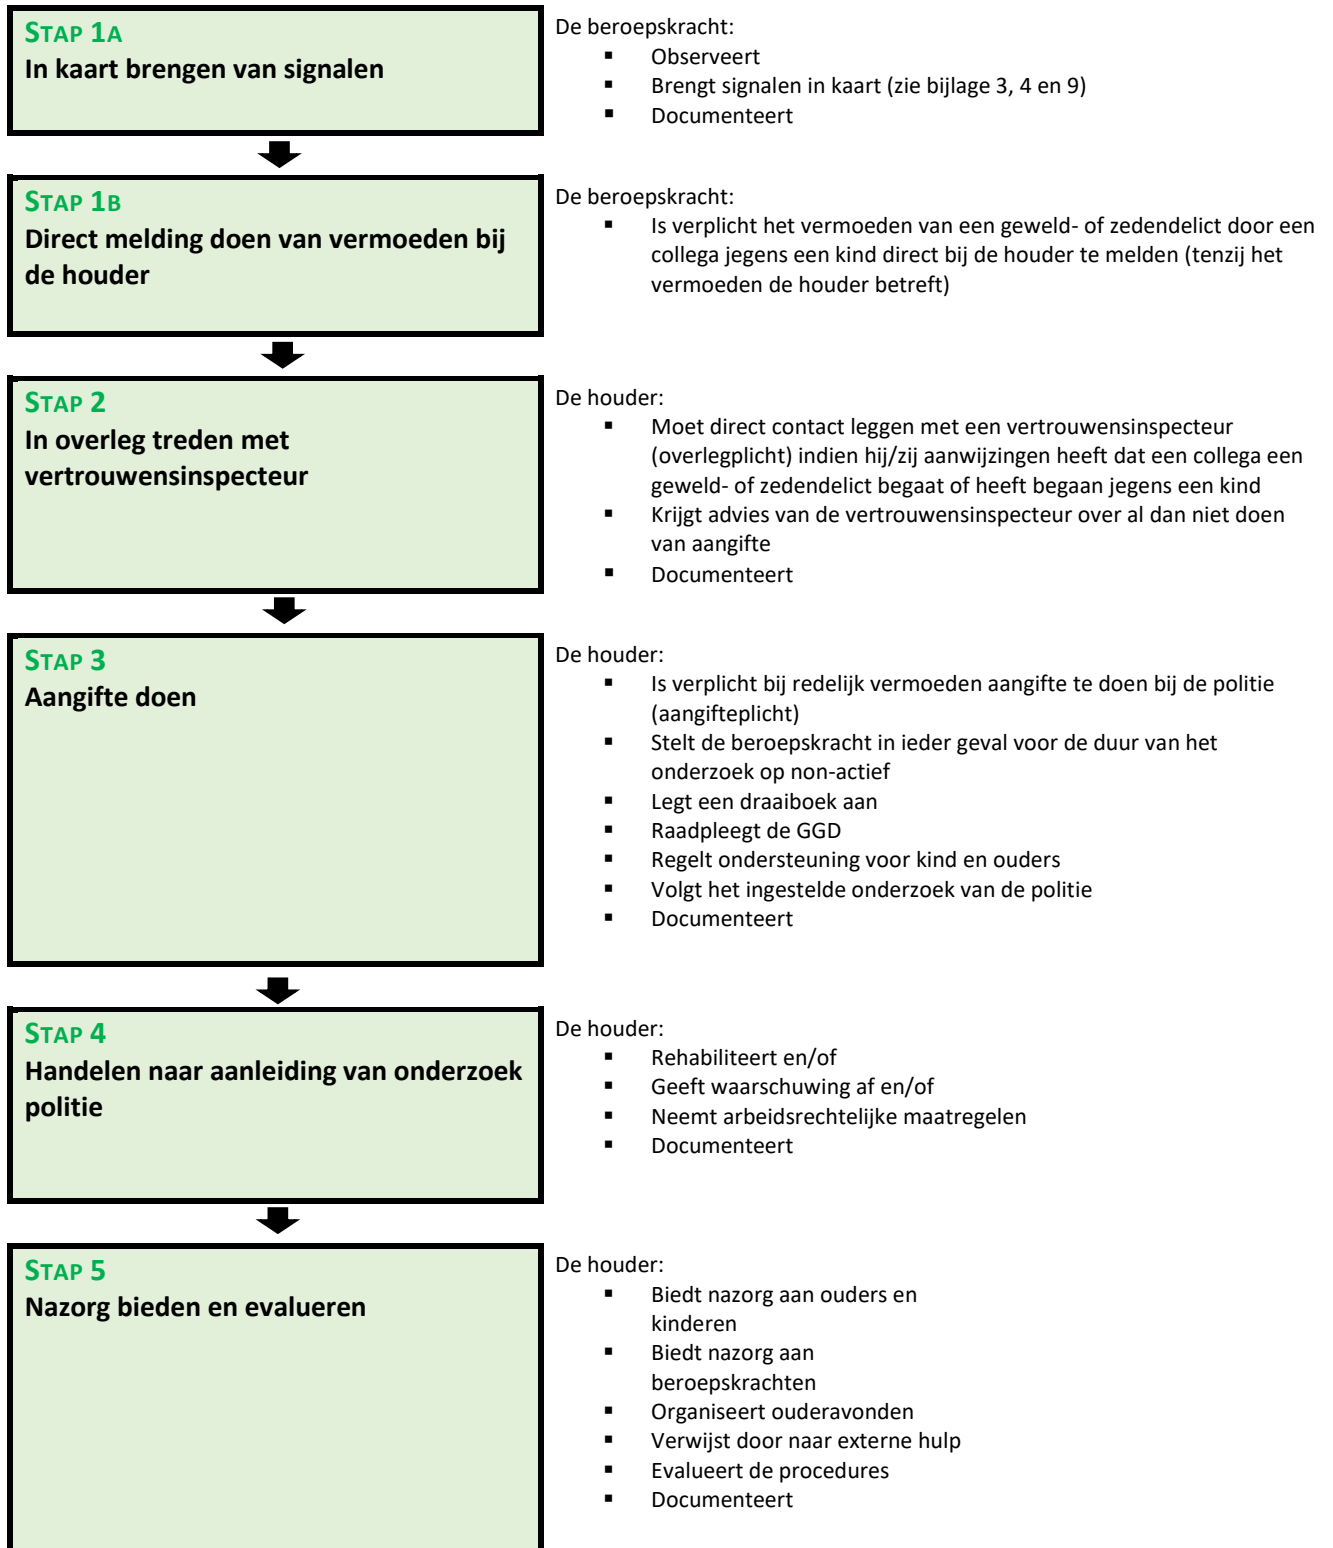 STAP 1A
In kaart brengen van signalen
De beroepskracht:
▪ Observeert
▪ Brengt signalen in kaart (zie bijlage 3, 4 en 9)
▪ Documenteert
STAP 1B
Direct melding doen van vermoeden bij
de houder
De beroepskracht:
▪ Is verplicht het vermoeden van een geweld- of zedendelict door een
collega jegens een kind direct bij de houder te melden (tenzij het
vermoeden de houder betreft)
STAP 2
In overleg treden met
vertrouwensinspecteur
De houder:
▪ Moet direct contact leggen met een vertrouwensinspecteur
(overlegplicht) indien hij/zij aanwijzingen heeft dat een collega een
geweld- of zedendelict begaat of heeft begaan jegens een kind
▪ Krijgt advies van de vertrouwensinspecteur over al dan niet doen
van aangifte
▪ Documenteert
STAP 3
Aangifte doen
De houder:
▪ Is verplicht bij redelijk vermoeden aangifte te doen bij de politie
(aangifteplicht)
▪ Stelt de beroepskracht in ieder geval voor de duur van het
onderzoek op non-actief
▪ Legt een draaiboek aan
▪ Raadpleegt de GGD
▪ Regelt ondersteuning voor kind en ouders
▪ Volgt het ingestelde onderzoek van de politie
▪ Documenteert
STAP 4
Handelen naar aanleiding van onderzoek
politie
De houder:
▪ Rehabiliteert en/of
▪ Geeft waarschuwing af en/of
▪ Neemt arbeidsrechtelijke maatregelen
▪ Documenteert
STAP 5
Nazorg bieden en evalueren
De houder:
▪ Biedt nazorg aan ouders en
kinderen
▪ Biedt nazorg aan
beroepskrachten
▪ Organiseert ouderavonden
▪ Verwijst door naar externe hulp
▪ Evalueert de procedures
▪ Documenteert